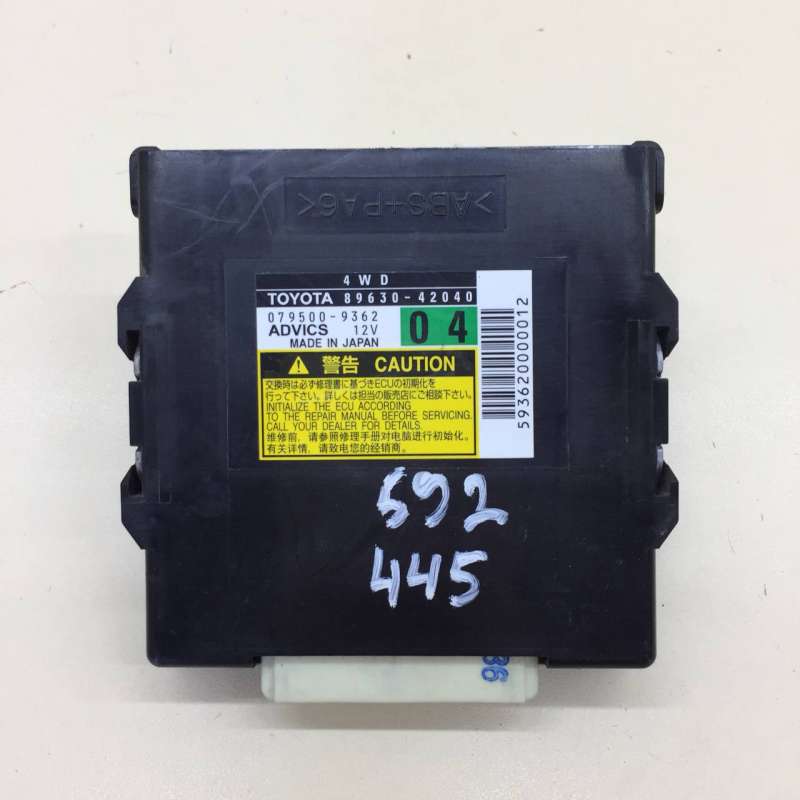 >ABS+PA6<
4WD
TOYOTA 89630-42040
079500-9362
ADVICS 12V
MADE IN JAPAN
04
593620000012
警告 CAUTION
交換時は必ず修理書に基づきECUの初期化を
行って下さい。詳しくは担当の販売店にご相談下さい。
INITIALIZE THE ECU ACCORDING
TO THE REPAIR MANUAL BEFORE SERVICING.
CALL YOUR DEALER FOR DETAILS.
维修前，请参照修理手册对电脑进行初始化。
有关详情，请致电您的经销商。
592
445